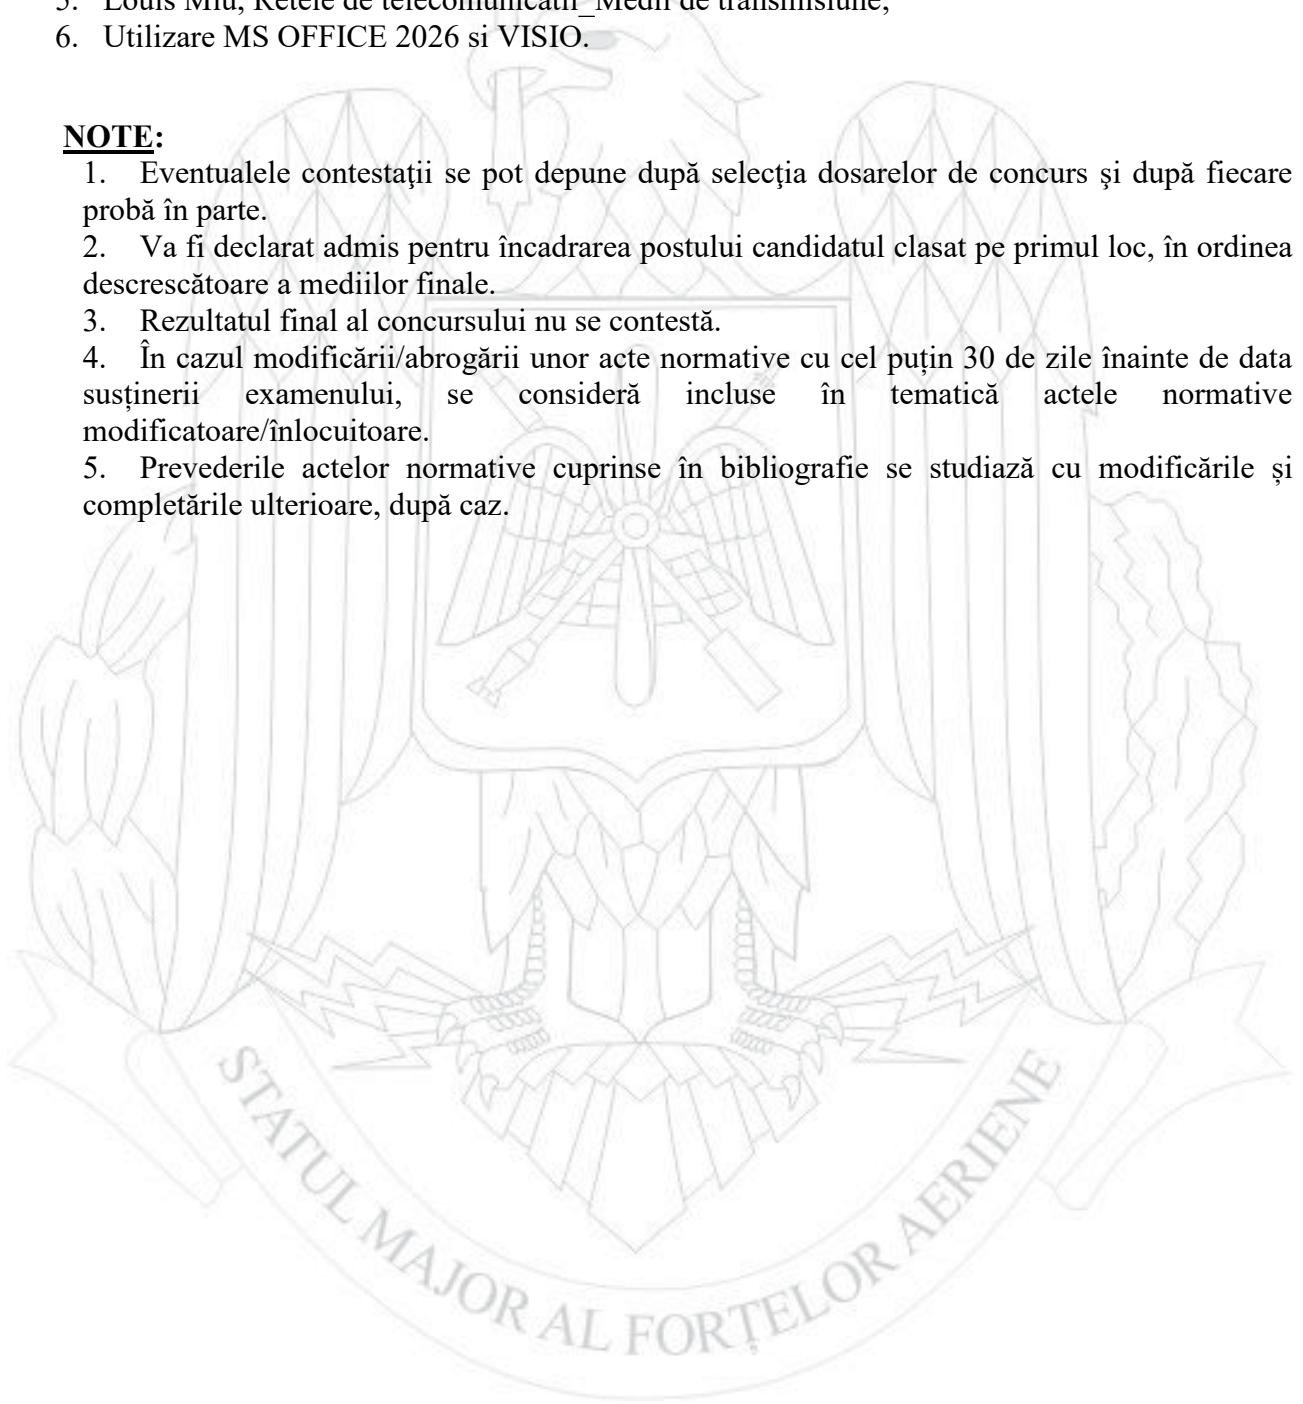 5. Louis Miu, Retele de telecomunicatii_Medii de transmisiune;
6. Utilizare MS OFFICE 2026 si VISIO.
NOTE:
1. Eventualele contestaţii se pot depune după selecţia dosarelor de concurs şi după fiecare
probă în parte.
2. Va fi declarat admis pentru încadrarea postului candidatul clasat pe primul loc, în ordinea
descrescătoare a mediilor finale.
3. Rezultatul final al concursului nu se contestă.
4. În cazul modificării/abrogării unor acte normative cu cel puțin 30 de zile înainte de data
susținerii examenului, se consideră incluse în tematică actele normative
modificatoare/înlocuitoare.
5. Prevederile actelor normative cuprinse în bibliografie se studiază cu modificările și
completările ulterioare, după caz.
STATUL MAJOR AL FORȚELOR AERIENE